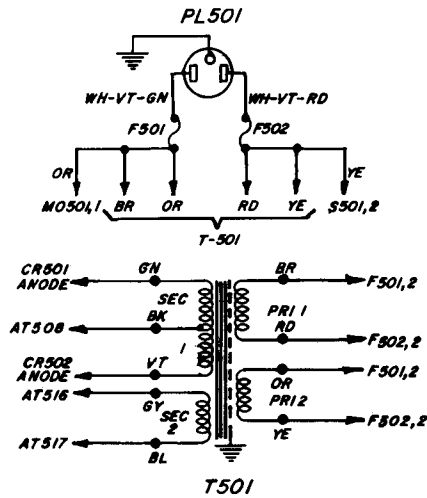 PL501
WH-VT-GN
WH-VT-RD
F501
F502
OR
YE
MO501,1 BR OR RD YE S501,2
T-501
CR501 ANODE
GN
BR
F501,2
SEC 1
PRI 1
AT508
BK
RD
F502,2
CR502 ANODE
VT
OR
F501,2
AT516
GY
SEC 2
PRI 2
YE
F502,2
AT517
BL
T501